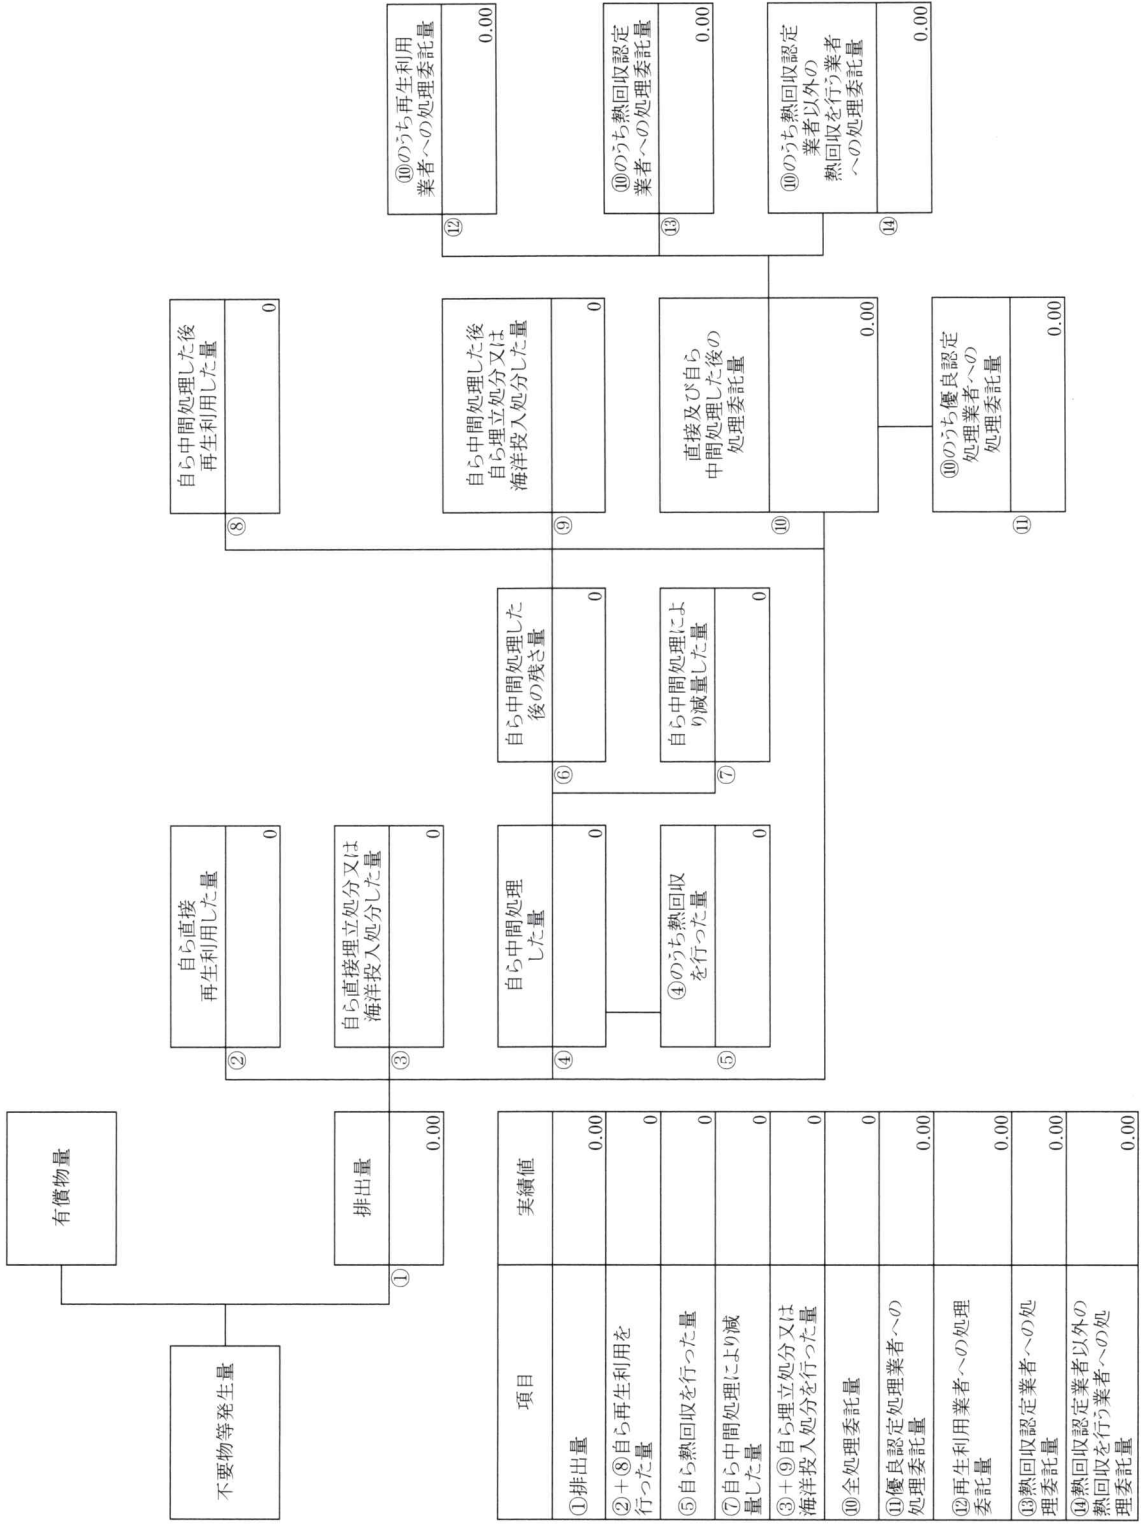 不要物等発生量
有償物量
排出量
①
0.00
自ら直接
再生利用した量
②
0
自ら直接埋立処分又は
海洋投入処分した量
③
0
自ら中間処理
した量
④
0
④のうち熱回収
を行った量
⑤
0
自ら中間処理した
後の残さ量
⑥
0
自ら中間処理によ
り減量した量
⑦
0
自ら中間処理した後
再生利用した量
⑧
0
自ら中間処理した後
自ら埋立処分又は
海洋投入処分した量
⑨
0
直接及び自ら
中間処理した後の
処理委託量
⑩
0.00
⑩のうち優良認定
処理業者への
処理委託量
⑪
0.00
⑩のうち再生利用
業者への処理委託量
⑫
0.00
⑩のうち熱回収認定
業者への処理委託量
⑬
0.00
⑩のうち熱回収認定
業者以外の
熱回収を行う業者
への処理委託量
⑭
0.00
項目
実績値
①排出量
0.00
②+⑧自ら再生利用を
行った量
0
⑤自ら熱回収を行った量
0
⑦自ら中間処理により減
量した量
0
③+⑨自ら埋立処分又は
海洋投入処分を行った量
0
⑩全処理委託量
0
⑪優良認定処理業者への
処理委託量
0.00
⑫再生利用業者への処理
委託量
0.00
⑬熱回収認定業者への処
理委託量
0.00
⑭熱回収認定業者以外の
熱回収を行う業者への処
理委託量
0.00